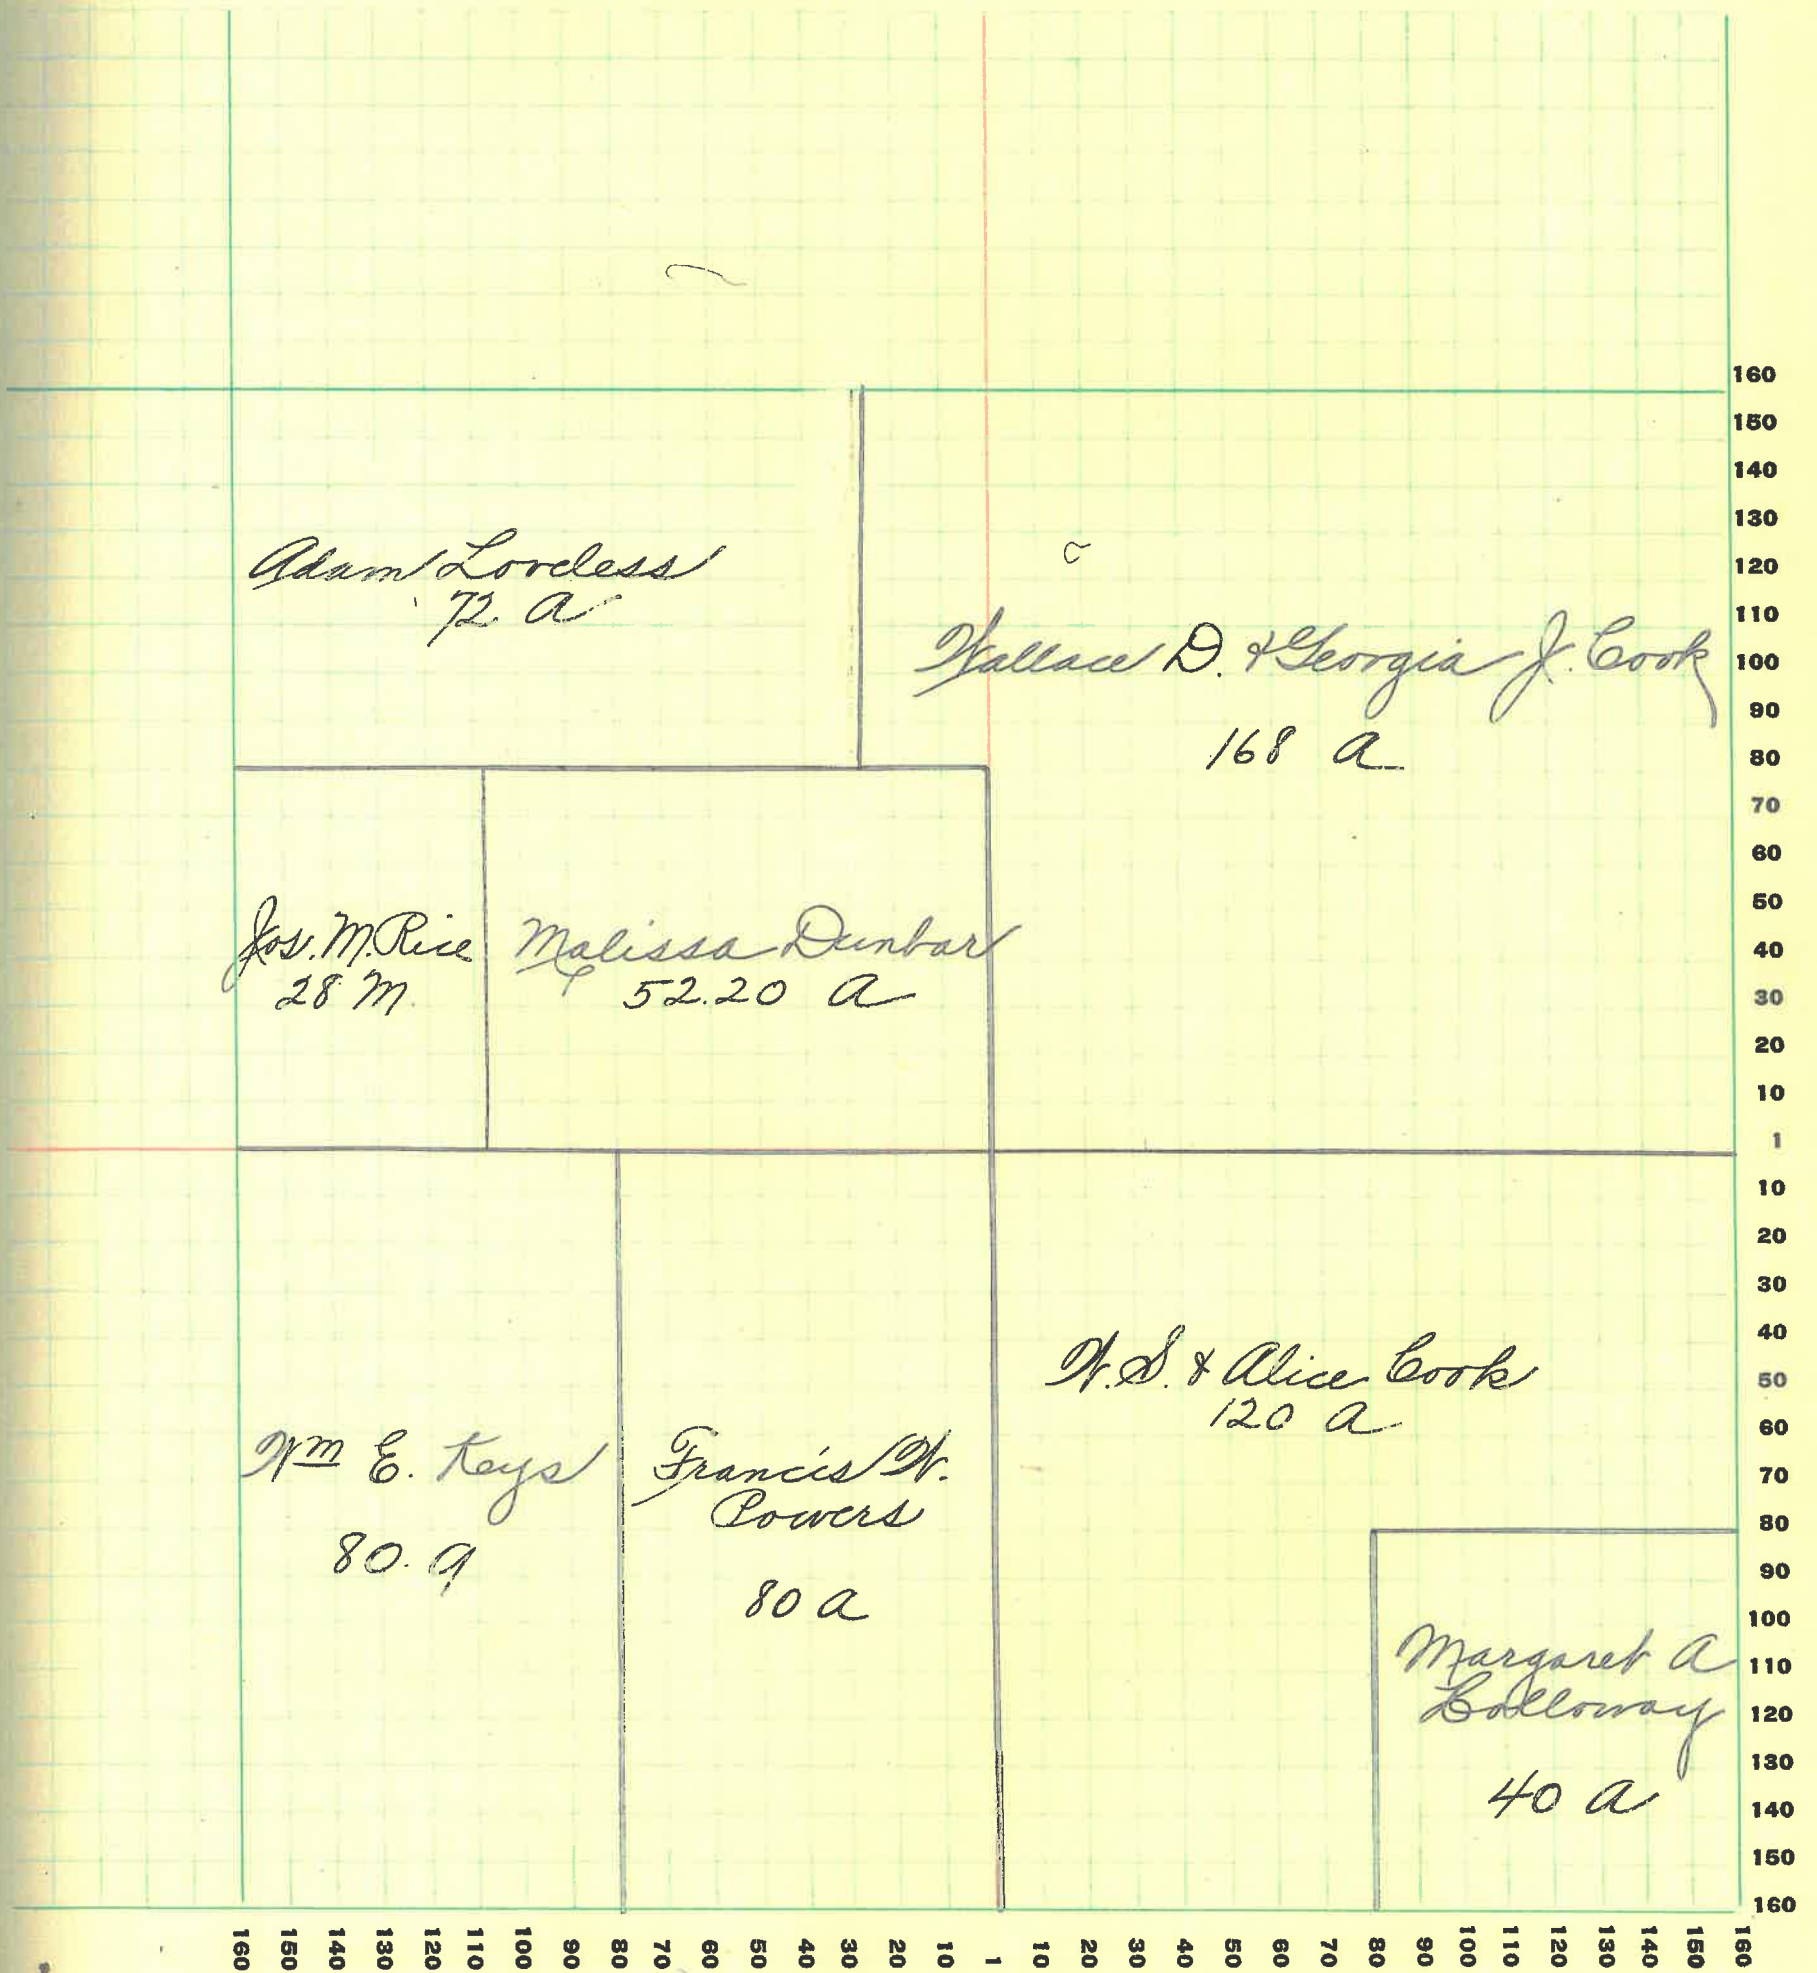 Adam Loveless
72 A
Wallace D. & Georgia J. Cook
168 A
Jos. M. Rice
28 M.
Malissa Dunbar
52.20 A
W. S. & Alice Cook
120 A
Wm E. Keys
80. A
Francis W.
Powers
80 A
Margaret A
Holloway
40 A
160
150
140
130
120
110
100
90
80
70
60
50
40
30
20
10
1
10
20
30
40
50
60
70
80
90
100
110
120
130
140
150
160
160 150 140 130 120 110 100 90 80 70 60 50 40 30 20 10 1 10 20 30 40 50 60 70 80 90 100 110 120 130 140 150 160